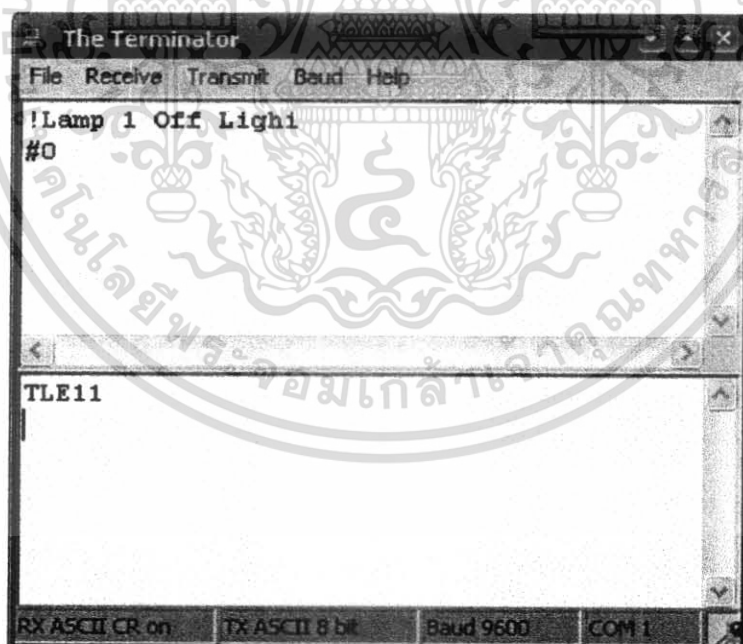 The Terminator
File Receive Transmit Baud Help
!Lamp 1 Off Lighi
#0
TLE11
RX ASCII CR on TX ASCII 8 bit Baud 9600 COM 1